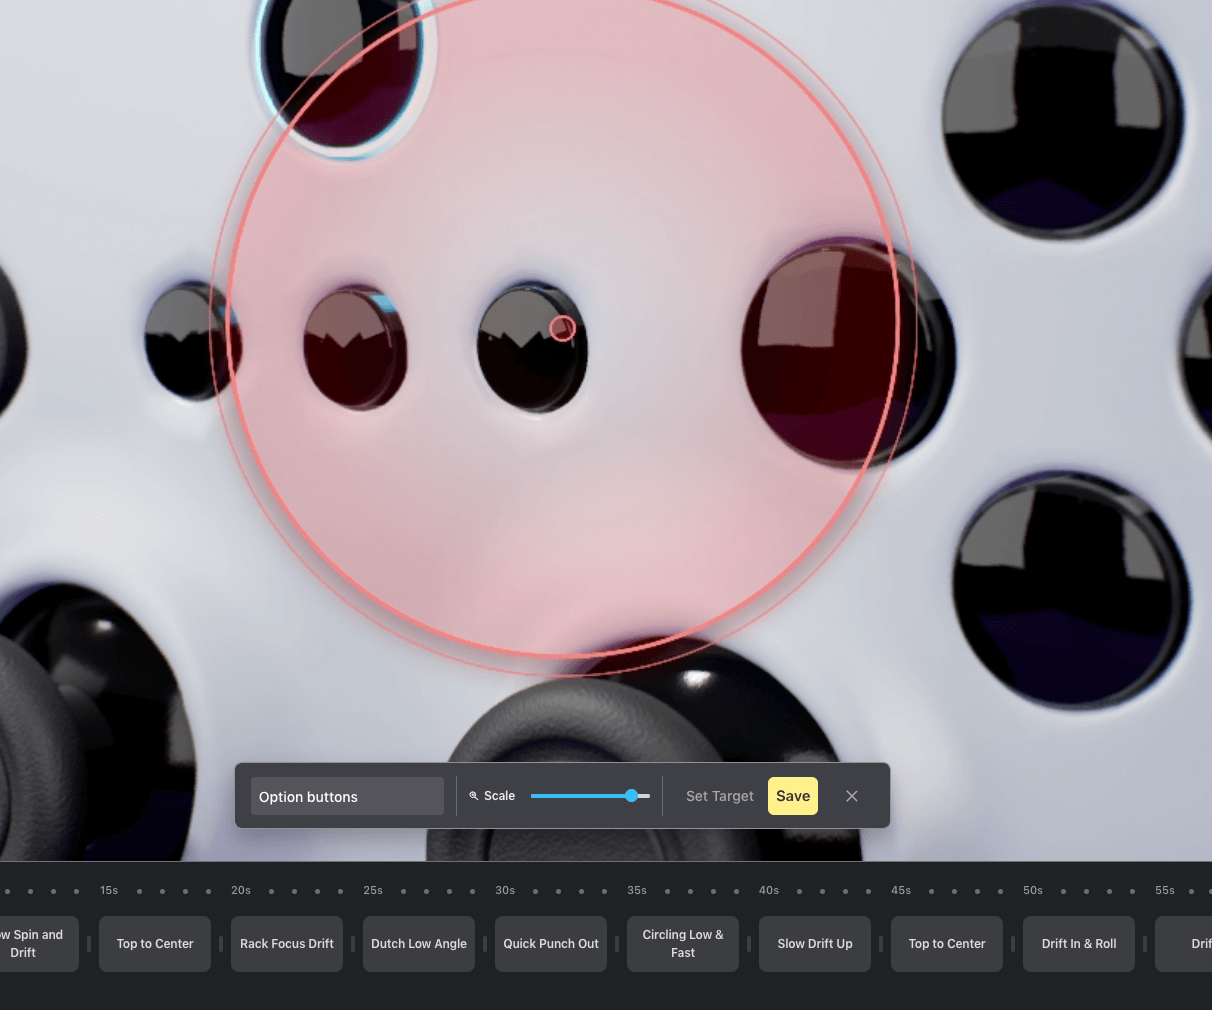 Option buttons
Scale
Set Target
Save
15s
20s
25s
30s
35s
40s
45s
50s
55s
Spin and
Drift
Top to Center
Rack Focus Drift
Dutch Low Angle
Quick Punch Out
Circling Low &
Fast
Slow Drift Up
Top to Center
Drift In & Roll